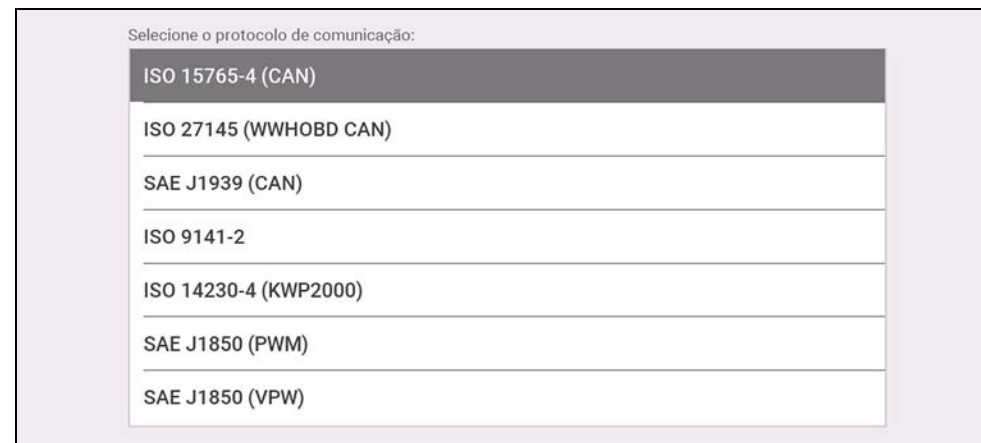 Selecione o protocolo de comunicação:
ISO 15765-4 (CAN)
ISO 27145 (WWHOBD CAN)
SAE J1939 (CAN)
ISO 9141-2
ISO 14230-4 (KWP2000)
SAE J1850 (PWM)
SAE J1850 (VPW)